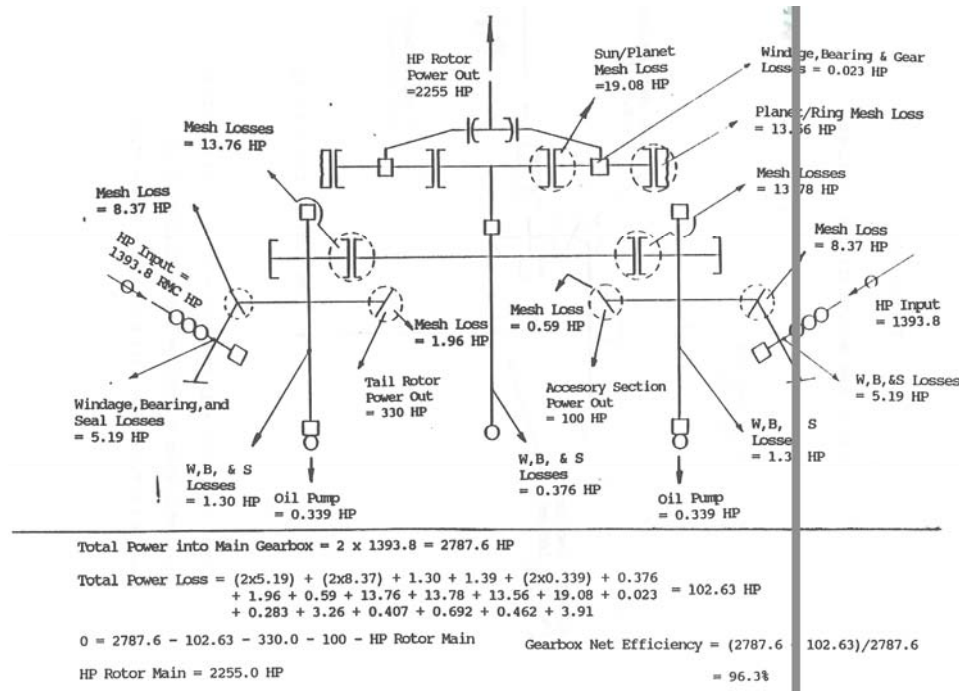 HP Rotor
Power Out
=2255 HP
Sun/Planet
Mesh Loss
=19.08 HP
Bearing & Gear
= 0.023 HP
Mesh Losses
= 13.76 HP
Mesh Loss
Mesh Losses
Mesh Loss
= 8.37 HP
Mesh Loss
= 8.37 HP
HP Input =
1393.8 RMC HP
HP Input
= 1393.8
Mesh Loss
= 1.96 HP
Mesh Loss
= 0.59 HP
Tail Rotor
Power Out
= 330 HP
Accesory Section
Power Out
= 100 HP
W,B,&S Losses
= 5.19 HP
Windage,Bearing,and
Seal Losses
= 5.19 HP
W,B, & S
Losses
= 1.30 HP
Oil Pump
= 0.339 HP
W,B, & S
Losses
= 0.376 HP
Oil Pump
= 0.339 HP
W,B, S
Total Power into Main Gearbox = 2 x 1393.8 = 2787.6 HP
Total Power Loss = (2x5.19) + (2x8.37) + 1.30 + 1.39 + (2x0.339) + 0.376
+ 1.96 + 0.59 + 13.76 + 13.78 + 13.56 + 19.08 + 0.023 = 102.63 HP
+ 0.283 + 3.26 + 0.407 + 0.692 + 0.462 + 3.91
0 = 2787.6 - 102.63 - 330.0 - 100 - HP Rotor Main
Gearbox Net Efficiency = (2787.6 102.63)/2787.6
HP Rotor Main = 2255.0 HP
= 96.3%